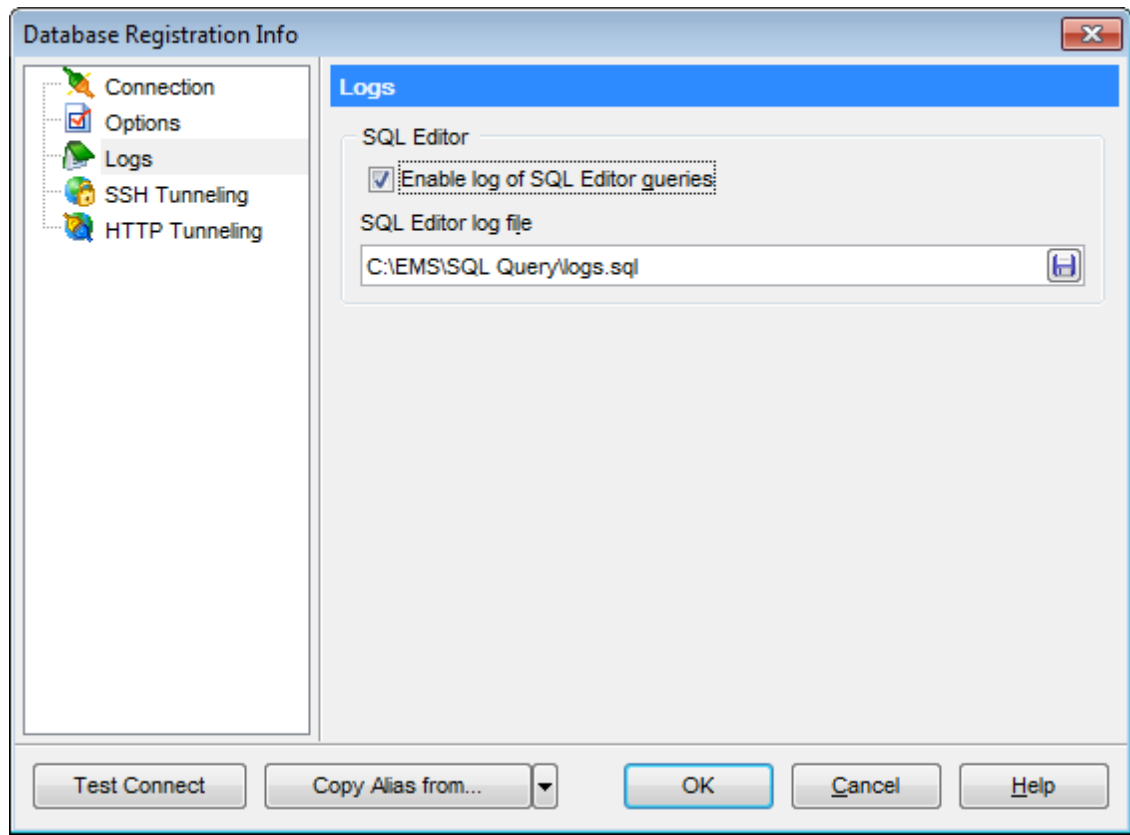 Database Registration Info
Connection
Options
Logs
SSH Tunneling
HTTP Tunneling
Logs
SQL Editor
Enable log of SQL Editor queries
SQL Editor log file
C:\EMS\SQL Query\logs.sql
Test Connect
Copy Alias from...
OK
Cancel
Help